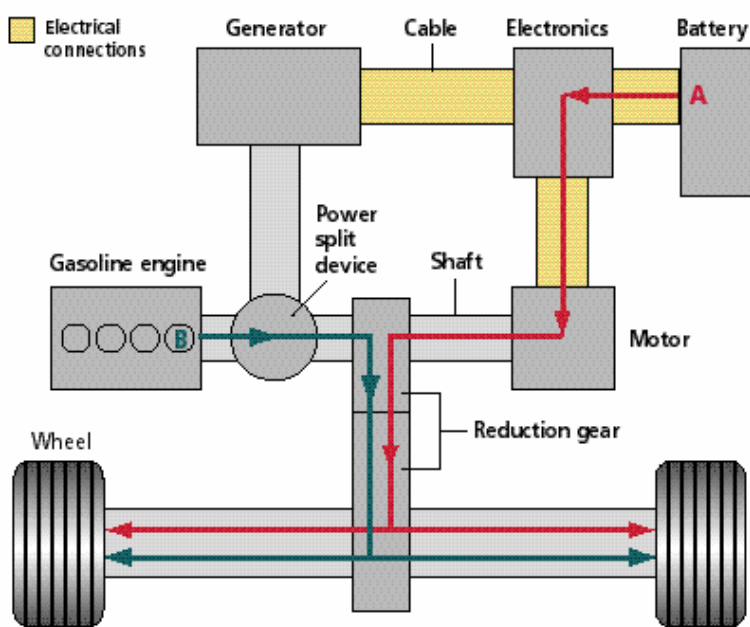 Electrical
connections
Generator
Cable
Electronics
Battery
A
Power
split
device
Gasoline engine
Shaft
B
Motor
Reduction gear
Wheel